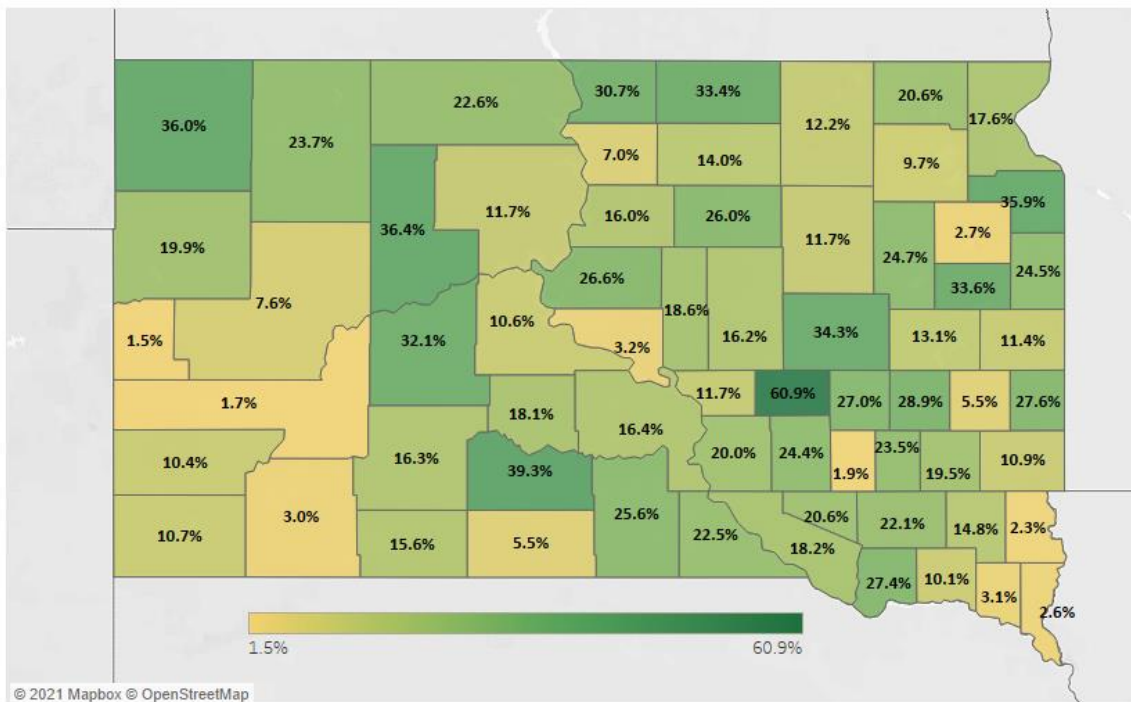 30.7% 33.4% 20.6%
36.0% 22.6% 12.2% 17.6%
23.7% 7.0% 14.0% 9.7%
11.7% 16.0% 26.0% 35.9%
36.4% 11.7% 2.7%
19.9% 24.7% 24.5%
26.6% 33.6%
7.6% 10.6% 18.6% 34.3%
1.5% 32.1% 3.2% 16.2% 13.1% 11.4%
11.7% 60.9% 27.0% 28.9% 5.5% 27.6%
1.7% 18.1% 16.4%
10.4% 16.3% 20.0% 24.4% 23.5% 10.9%
39.3% 1.9% 19.5%
3.0% 25.6% 20.6%
10.7% 15.6% 5.5% 22.5% 22.1% 14.8% 2.3%
18.2%
27.4% 10.1% 3.1%
2.6%
1.5% 60.9%
© 2021 Mapbox © OpenStreetMap